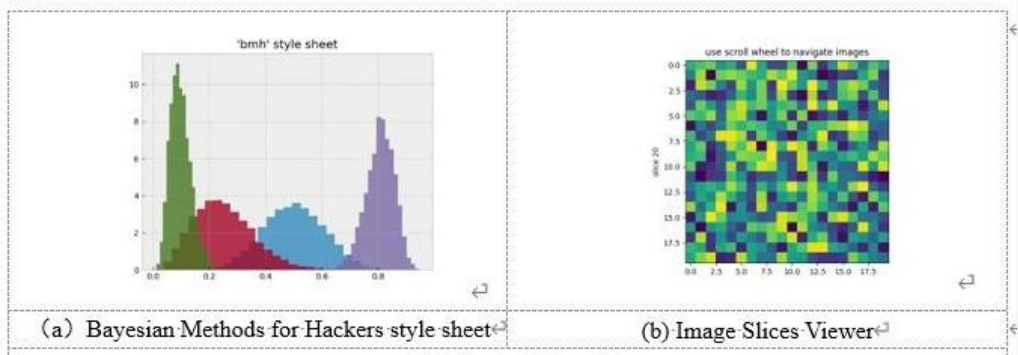 'bmh' style sheet
10
8
6
4
2
0
0.0 0.2 0.4 0.6 0.8
(a) Bayesian Methods for Hackers style sheet
use scroll wheel to navigate images
slice 20
0.0
2.5
5.0
7.5
10.0
12.5
15.0
17.5
0.0 2.5 5.0 7.5 10.0 12.5 15.0 17.5
(b) Image Slices Viewer